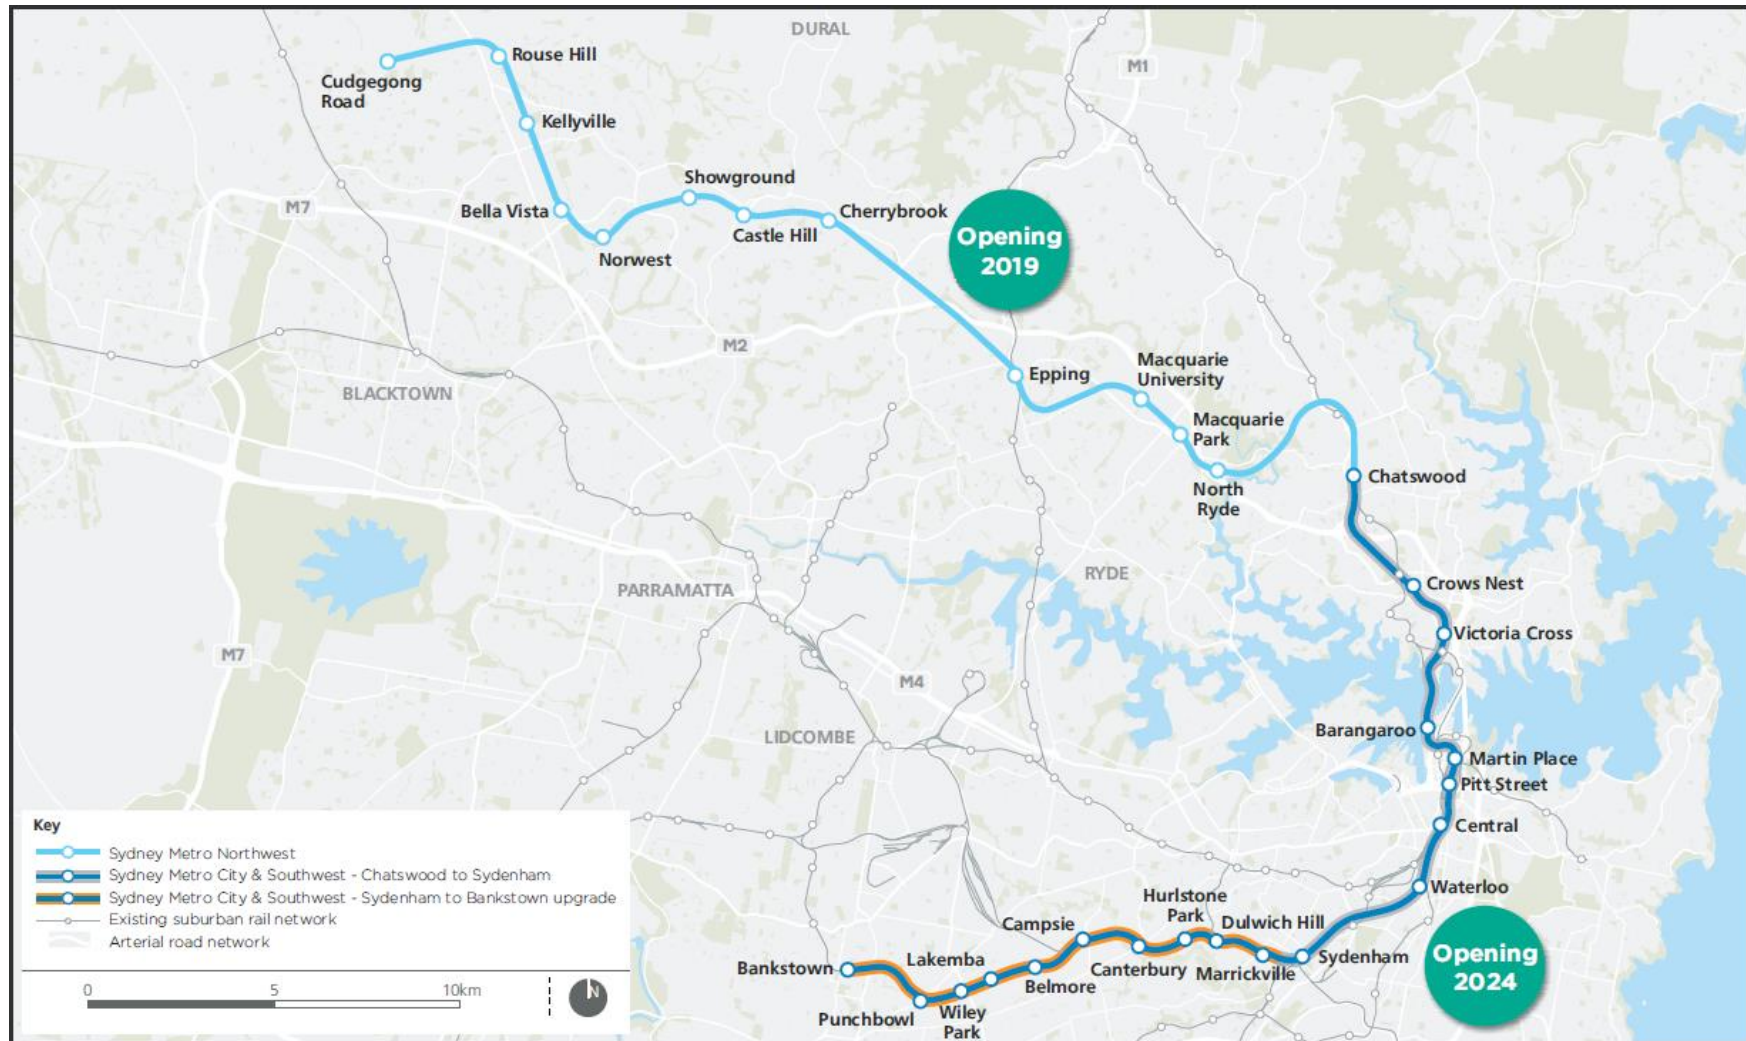 DURAL
M1
Rouse Hill
Cudgegong
Road
Kellyville
Showground
M7
Bella Vista
Cherrybrook
Castle Hill
Norwest
Opening
2019
M2
Macquarie
University
Epping
BLACKTOWN
Macquarie
Park
Chatswood
North
Ryde
RYDE
Crows Nest
PARRAMATTA
Victoria Cross
M7
M4
Barangaroo
LIDCOMBE
Martin Place
Pitt Street
Central
Waterloo
Hurlstone
Park
Dulwich Hill
Campsie
Lakemba
Bankstown
Canterbury
Marrickville
Sydenham
Belmore
Punchbowl
Wiley
Park
Opening
2024
Key
Sydney Metro Northwest
Sydney Metro City & Southwest - Chatswood to Sydenham
Sydney Metro City & Southwest - Sydenham to Bankstown upgrade
Existing suburban rail network
Arterial road network
0 5 10km
N